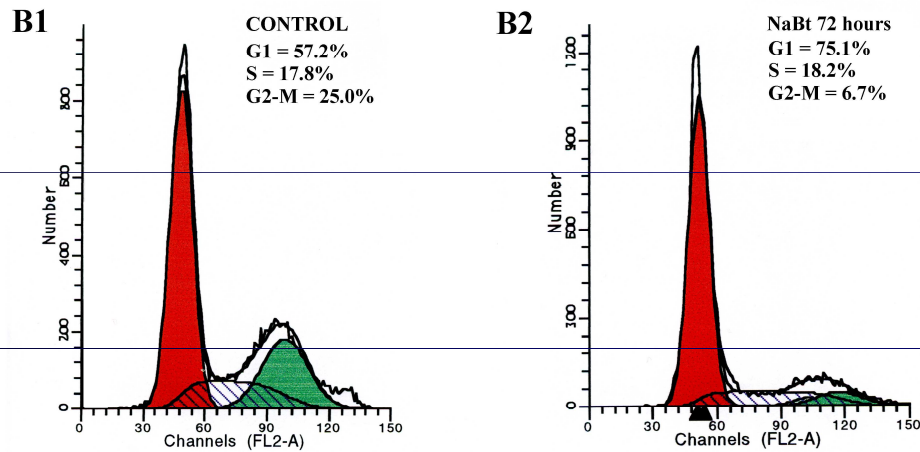 B1
CONTROL
G1 = 57.2%
S = 17.8%
G2-M = 25.0%
Number
800
600
400
200
0
0 30 60 90 120 150
Channels (FL2-A)
B2
NaBt 72 hours
G1 = 75.1%
S = 18.2%
G2-M = 6.7%
Number
1200
900
600
300
0
0 30 60 90 120 150
Channels (FL2-A)